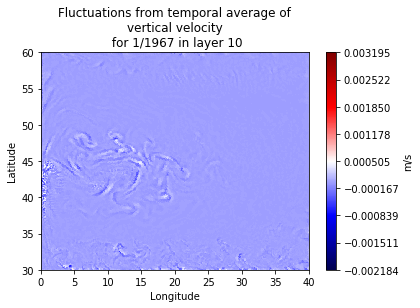 Fluctuations from temporal average of
vertical velocity
for 1/1967 in layer 10
60
55
50
45
40
35
30
Latitude
0 5 10 15 20 25 30 35 40
Longitude
0.003195
0.002522
0.001850
0.001178
0.000505
−0.000167
−0.000839
−0.001511
−0.002184
m/s